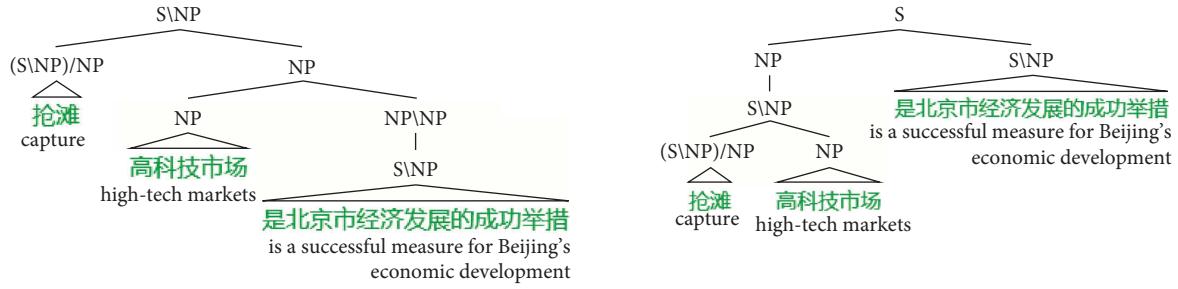 S\NP
(S\NP)/NP
NP
抢滩
capture
NP
NP\NP
高科技市场
high-tech markets
S\NP
是北京市经济发展的成功举措
is a successful measure for Beijing's
economic development
S
NP
S\NP
S\NP
是北京市经济发展的成功举措
is a successful measure for Beijing's
economic development
(S\NP)/NP
NP
抢滩
capture
高科技市场
high-tech markets